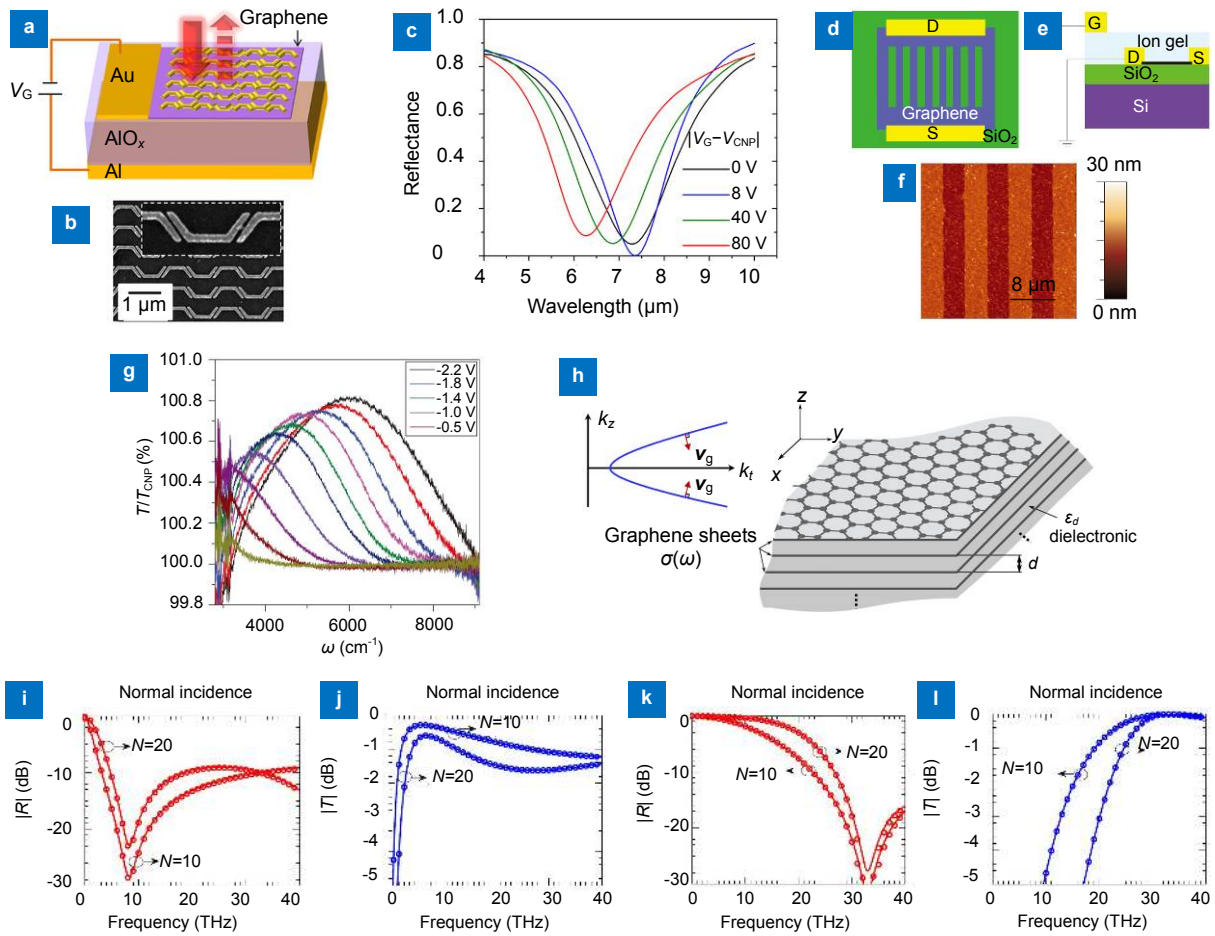 a
Graphene
Au
V_G
AlO_x
Al
b
1 μm
c
Reflectance
1.0
0.8
0.6
0.4
0.2
0
|V_G−V_CNP|
0 V
8 V
40 V
80 V
4 5 6 7 8 9 10
Wavelength (μm)
d
D
Graphene
S
SiO₂
e
G
Ion gel
D S
SiO₂
Si
f
30 nm
8 μm
0 nm
g
T/T_CNP (%)
101.0
100.8
100.6
100.4
100.2
100.0
99.8
-2.2 V
-1.8 V
-1.4 V
-1.0 V
-0.5 V
4000 6000 8000
ω (cm⁻¹)
h
k_z
v_g
k_t
v_g
z
y
x
Graphene sheets
σ(ω)
ε_d
dielectronic
d
i
Normal incidence
|R| (dB)
0
-10
-20
-30
N=20
N=10
0 10 20 30 40
Frequency (THz)
j
Normal incidence
|T| (dB)
0
-1
-2
-3
-4
-5
N=10
N=20
0 10 20 30 40
Frequency (THz)
k
Normal incidence
|R| (dB)
0
-10
-20
-30
N=20
N=10
0 10 20 30 40
Frequency (THz)
l
Normal incidence
|T| (dB)
0
-1
-2
-3
-4
-5
N=10
N=20
0 10 20 30 40
Frequency (THz)